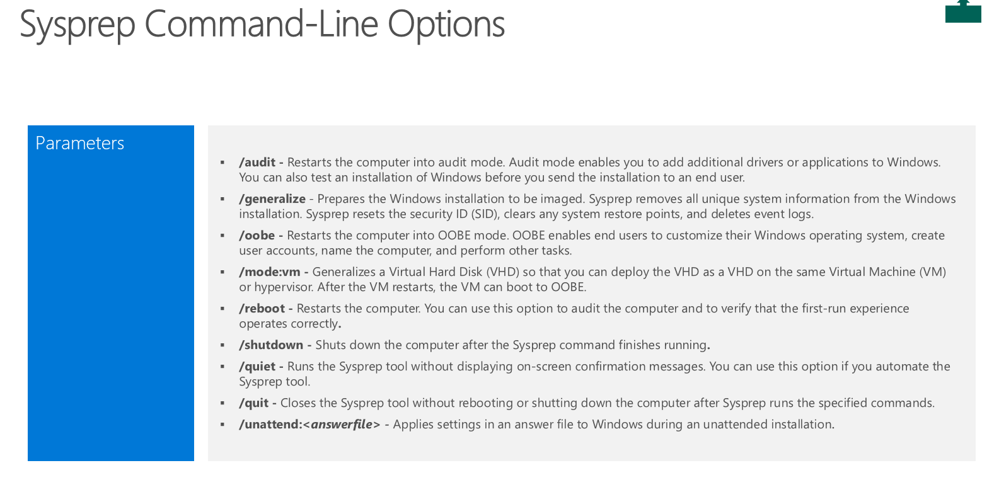 Sysprep Command-Line Options
Parameters
▪ /audit - Restarts the computer into audit mode. Audit mode enables you to add additional drivers or applications to Windows.
You can also test an installation of Windows before you send the installation to an end user.
▪ /generalize - Prepares the Windows installation to be imaged. Sysprep removes all unique system information from the Windows
installation. Sysprep resets the security ID (SID), clears any system restore points, and deletes event logs.
▪ /oobe - Restarts the computer into OOBE mode. OOBE enables end users to customize their Windows operating system, create
user accounts, name the computer, and perform other tasks.
▪ /mode:vm - Generalizes a Virtual Hard Disk (VHD) so that you can deploy the VHD as a VHD on the same Virtual Machine (VM)
or hypervisor. After the VM restarts, the VM can boot to OOBE.
▪ /reboot - Restarts the computer. You can use this option to audit the computer and to verify that the first-run experience
operates correctly.
▪ /shutdown - Shuts down the computer after the Sysprep command finishes running.
▪ /quiet - Runs the Sysprep tool without displaying on-screen confirmation messages. You can use this option if you automate the
Sysprep tool.
▪ /quit - Closes the Sysprep tool without rebooting or shutting down the computer after Sysprep runs the specified commands.
▪ /unattend:<answerfile> - Applies settings in an answer file to Windows during an unattended installation.